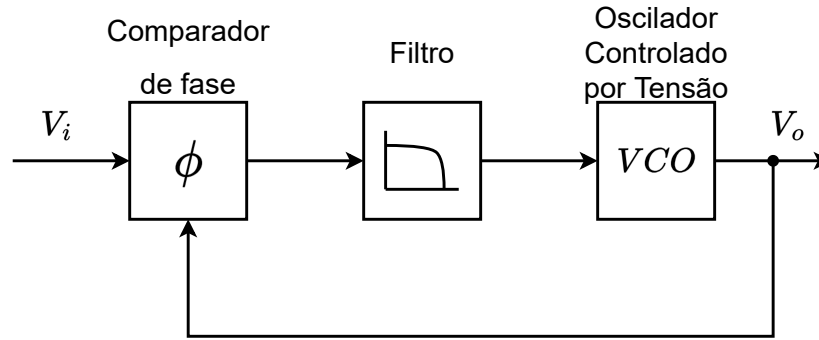 Comparador
de fase
Filtro
Oscilador
Controlado
por Tensão
V_i
ϕ
VCO
V_o